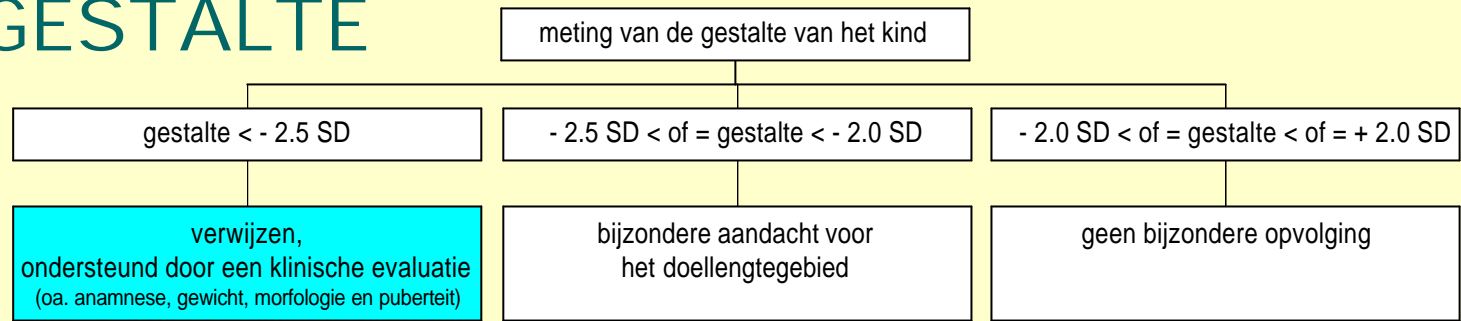 GESTALTE
meting van de gestalte van het kind
gestalte < - 2.5 SD
- 2.5 SD < of = gestalte < - 2.0 SD
- 2.0 SD < of = gestalte < of = + 2.0 SD
verwijzen,
ondersteund door een klinische evaluatie
(oa. anamnese, gewicht, morfologie en puberteit)
bijzondere aandacht voor
het doellengtegebied
geen bijzondere opvolging